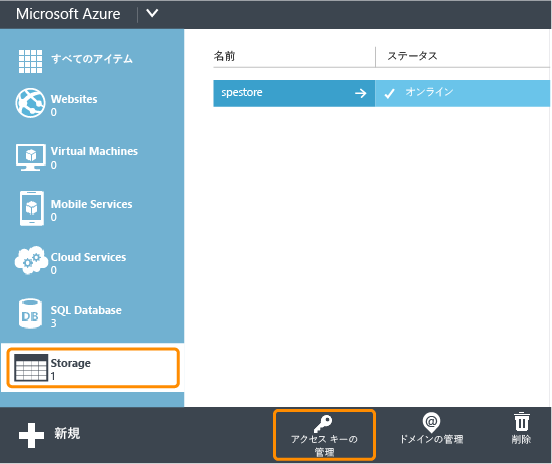 Microsoft Azure
すべてのアイテム
Websites
0
Virtual Machines
0
Mobile Services
0
Cloud Services
0
DB
SQL Database
3
Storage
1
名前 ステータス
spestore オンライン
新規
アクセス キーの
管理
ドメインの管理
削除